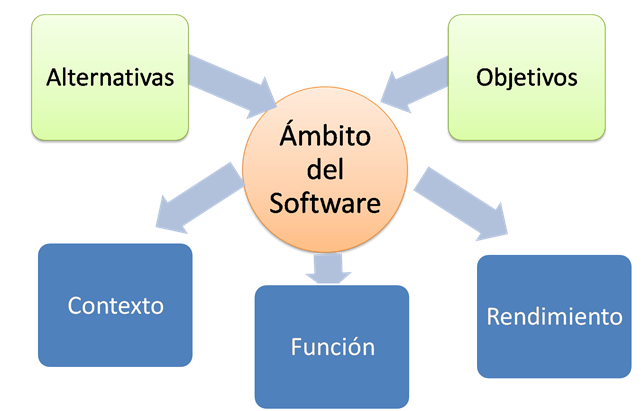 Alternativas
Objetivos
Ámbito
del
Software
Contexto
Función
Rendimiento